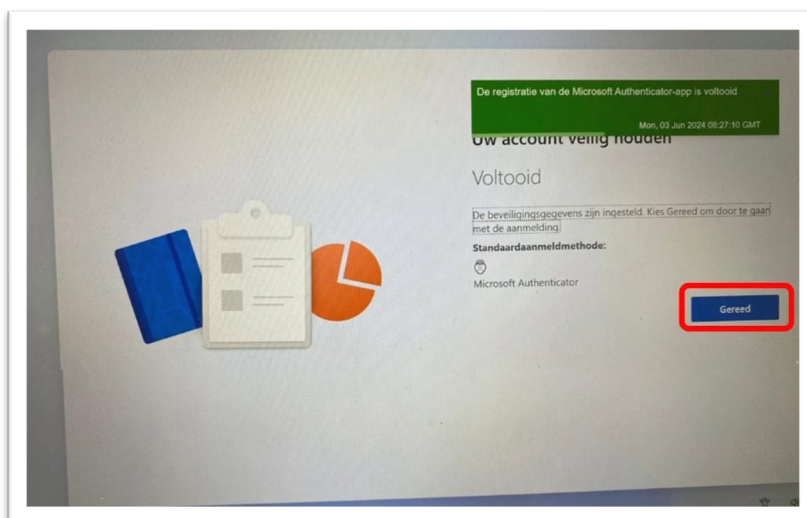 De registratie van de Microsoft Authenticator-app is voltooid
Mon, 03 Jun 2024 08:27:10 GMT
Uw account veilig houden
Voltooid
De beveiligingsgegevens zijn ingesteld. Kies Gereed om door te gaan
met de aanmelding.
Standaardaanmeldmethode:
Microsoft Authenticator
Gereed